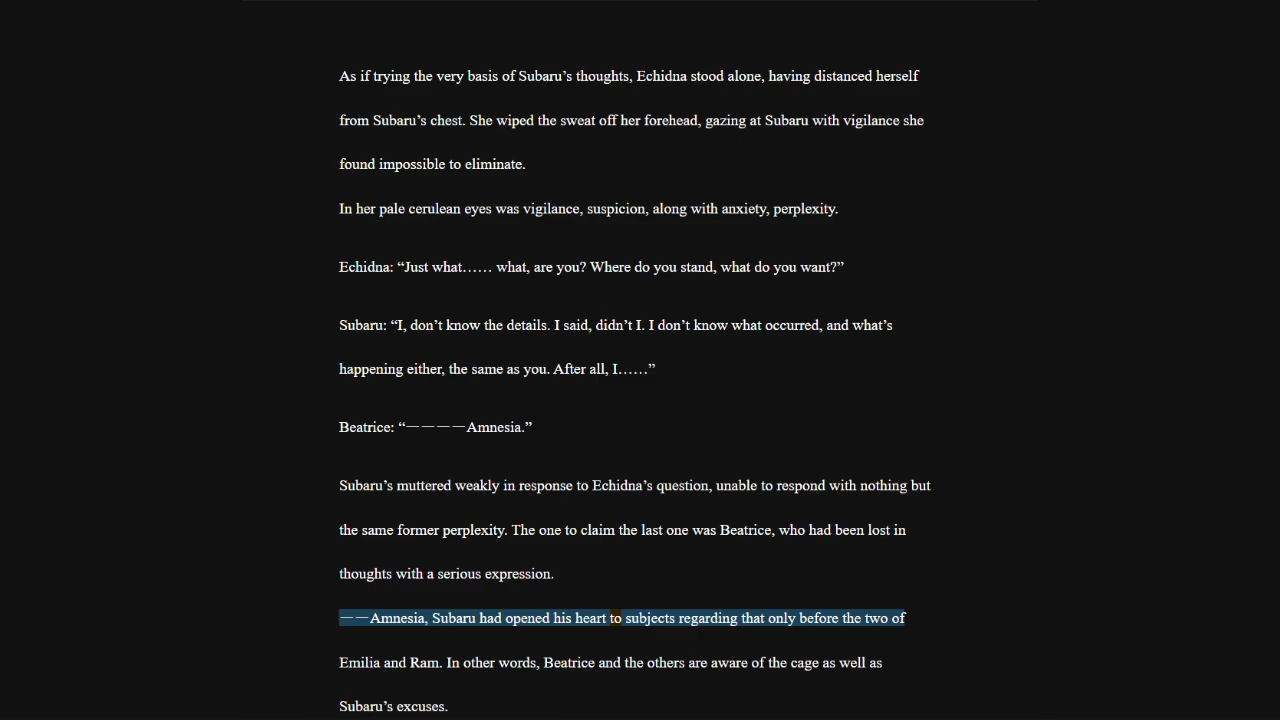 As if trying the very basis of Subaru’s thoughts, Echidna stood alone, having distanced herself
from Subaru’s chest. She wiped the sweat off her forehead, gazing at Subaru with vigilance she
found impossible to eliminate.
In her pale cerulean eyes was vigilance, suspicion, along with anxiety, perplexity.
Echidna: “Just what…… what, are you? Where do you stand, what do you want?”
Subaru: “I, don’t know the details. I said, didn’t I. I don’t know what occurred, and what’s
happening either, the same as you. After all, I……”
Beatrice: “――――Amnesia.”
Subaru’s muttered weakly in response to Echidna’s question, unable to respond with nothing but
the same former perplexity. The one to claim the last one was Beatrice, who had been lost in
thoughts with a serious expression.
――Amnesia, Subaru had opened his heart to subjects regarding that only before the two of
Emilia and Ram. In other words, Beatrice and the others are aware of the cage as well as
Subaru’s excuses.